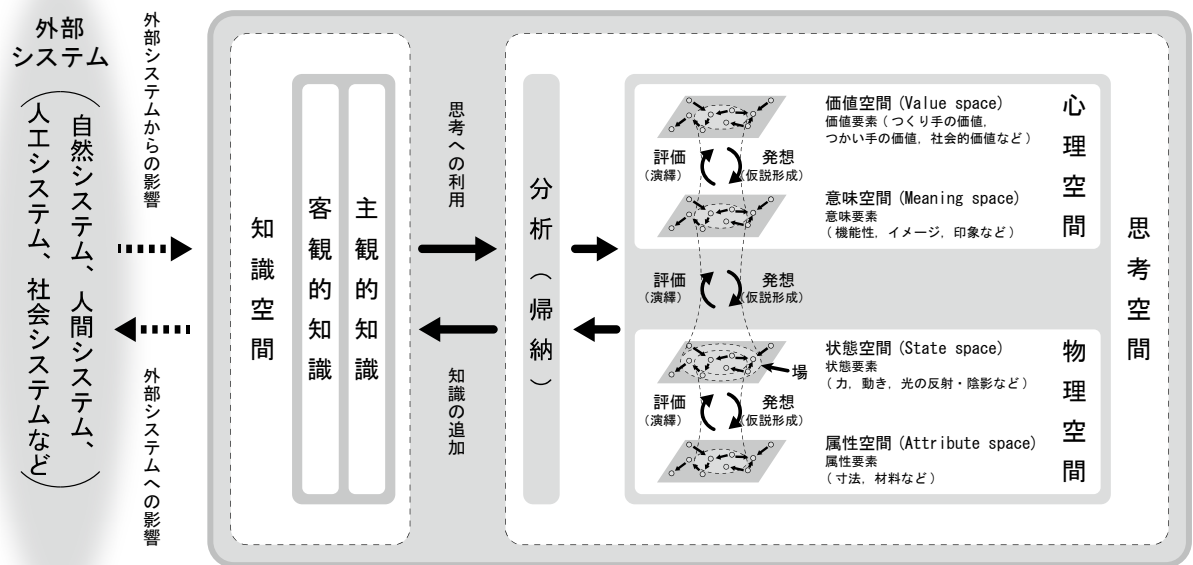 外部
システム
自然システム、人間システム、
人工システム、社会システムなど
外部システムからの影響
外部システムへの影響
知識空間
客観的知識
主観的知識
思考への利用
知識の追加
分析（帰納）
価値空間 (Value space)
価値要素 ( つくり手の価値,
つかい手の価値, 社会的価値など )
評価
(演繹)
発想
(仮説形成)
意味空間 (Meaning space)
意味要素
( 機能性, イメージ, 印象など )
心理空間
評価
(演繹)
発想
(仮説形成)
状態空間 (State space)
状態要素
( 力, 動き, 光の反射・陰影など )
場
評価
(演繹)
発想
(仮説形成)
属性空間 (Attribute space)
属性要素
( 寸法, 材料など )
物理空間
思考空間